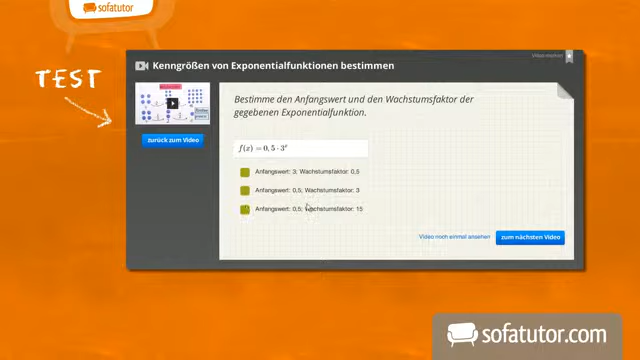 sofatutor
TEST
Kenngrößen von Exponentialfunktionen bestimmen
zurück zum Video
Bestimme den Anfangswert und den Wachstumsfaktor der
gegebenen Exponentialfunktion.
f(x) = 0,5 · 3^x
Anfangswert: 3; Wachstumsfaktor: 0,5
Anfangswert: 0,5; Wachstumsfaktor: 3
Anfangswert: 0,5; Wachstumsfaktor: 15
Video noch einmal ansehen
zum nächsten Video
sofatutor.com